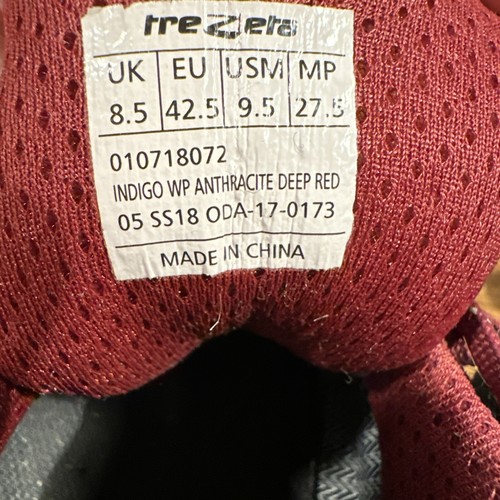 treZeta
UK EU USM MP
8.5 42.5 9.5 27.5
010718072
INDIGO WP ANTHRACITE DEEP RED
05 SS18 ODA-17-0173
MADE IN CHINA